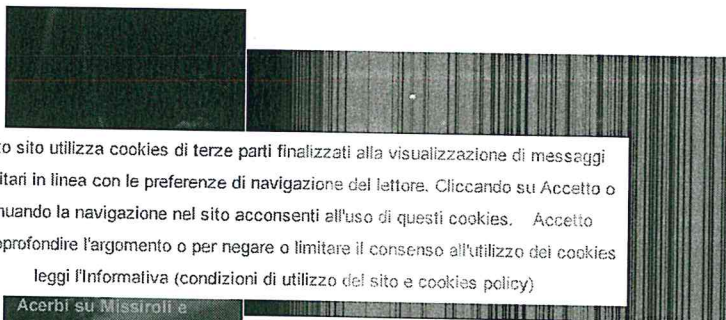 to sito utilizza cookies di terze parti finalizzati alla visualizzazione di messaggi
itari in linea con le preferenze di navigazione del lettore. Cliccando su Accetto o
nuando la navigazione nel sito acconsenti all'uso di questi cookies. Accetto
profondire l'argomento o per negare o limitare il consenso all'utilizzo dei cookies
leggi l'Informativa (condizioni di utilizzo del sito e cookies policy)
Acerbi su Missiroli e